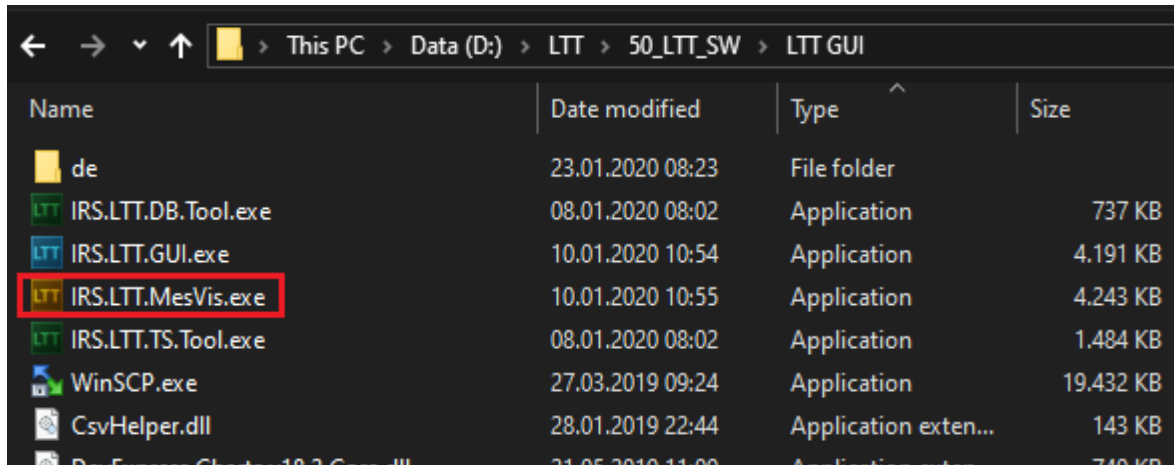 This PC > Data (D:) > LTT > 50_LTT_SW > LTT GUI
Name Date modified Type Size
de 23.01.2020 08:23 File folder
LTT IRS.LTT.DB.Tool.exe 08.01.2020 08:02 Application 737 KB
LTT IRS.LTT.GUI.exe 10.01.2020 10:54 Application 4.191 KB
LTT IRS.LTT.MesVis.exe 10.01.2020 10:55 Application 4.243 KB
LTT IRS.LTT.TS.Tool.exe 08.01.2020 08:02 Application 1.484 KB
WinSCP.exe 27.03.2019 09:24 Application 19.432 KB
CsvHelper.dll 28.01.2019 22:44 Application exten... 143 KB